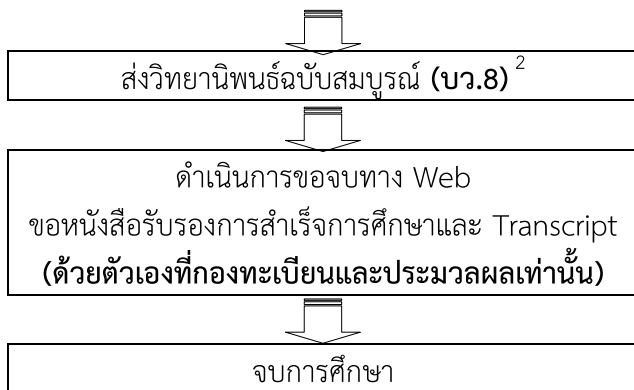 ส่งวิทยานิพนธ์ฉบับสมบูรณ์ (บว.8) 2
ดำเนินการขอจบทาง Web
ขอหนังสือรับรองการสำเร็จการศึกษาและ Transcript
(ด้วยตัวเองที่กองทะเบียนและประมวลผลเท่านั้น)
จบการศึกษา